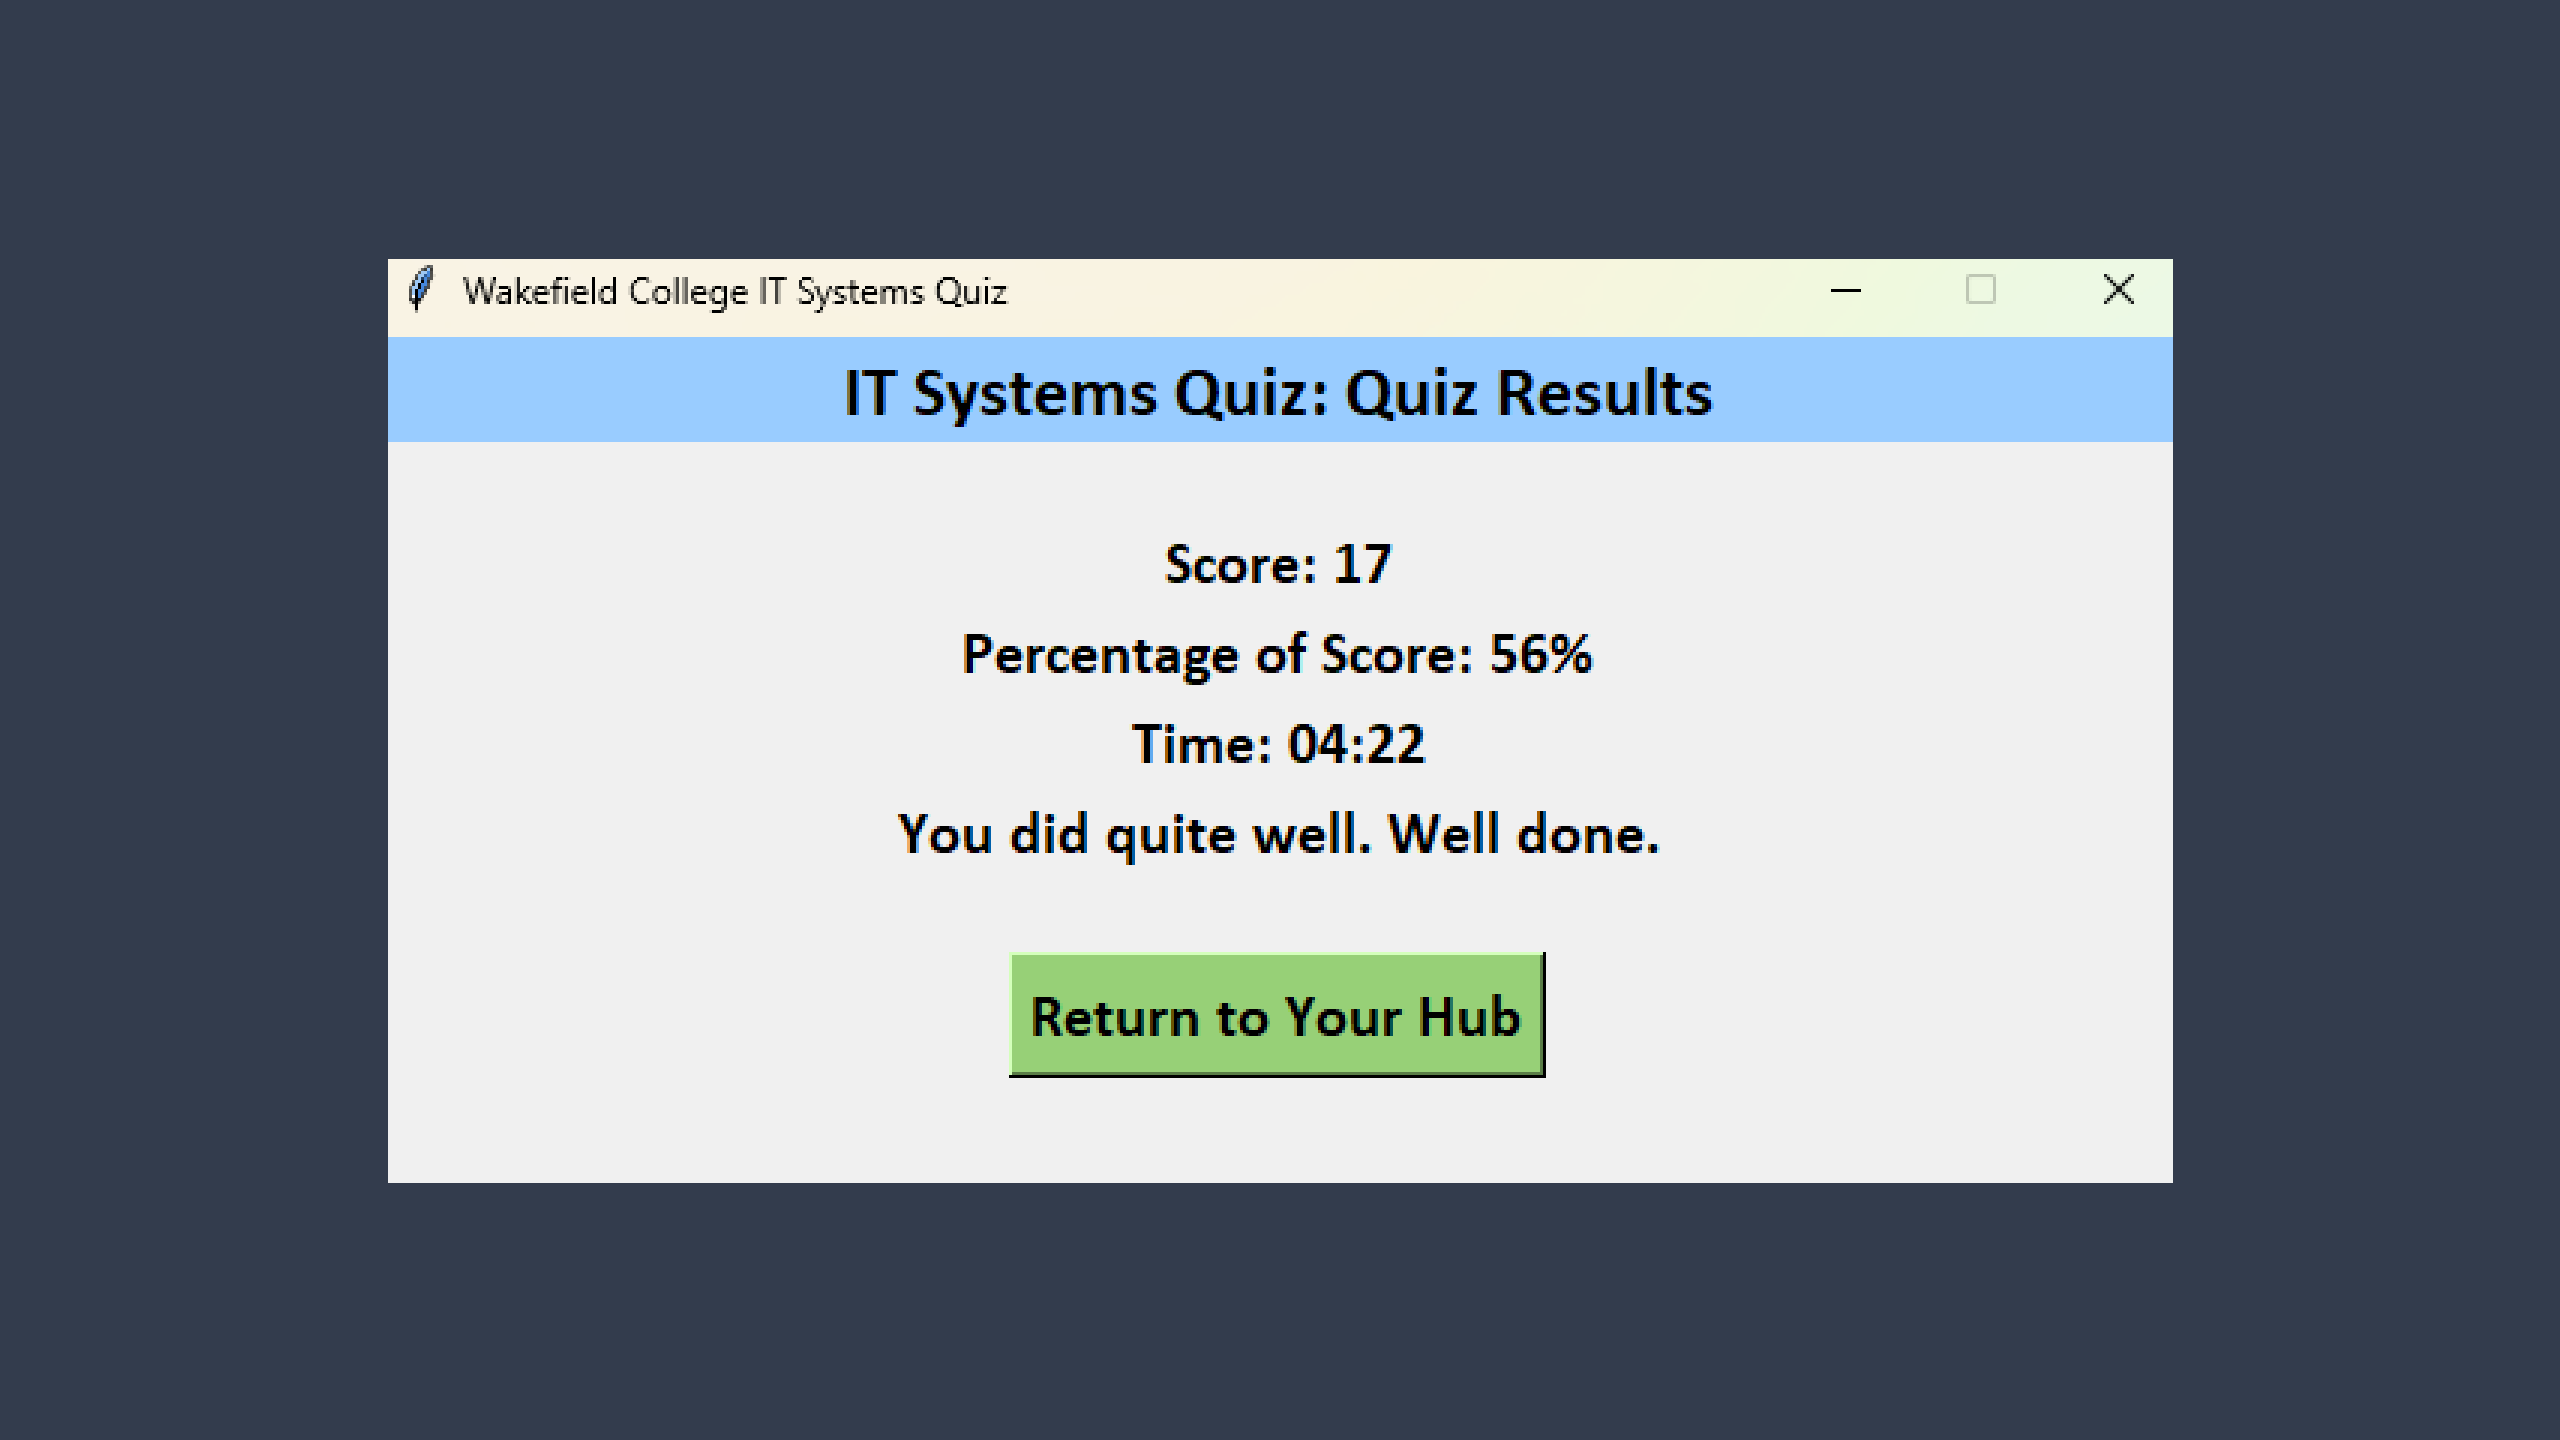 Wakefield College IT Systems Quiz
IT Systems Quiz: Quiz Results
Score: 17
Percentage of Score: 56%
Time: 04:22
You did quite well. Well done.
Return to Your Hub